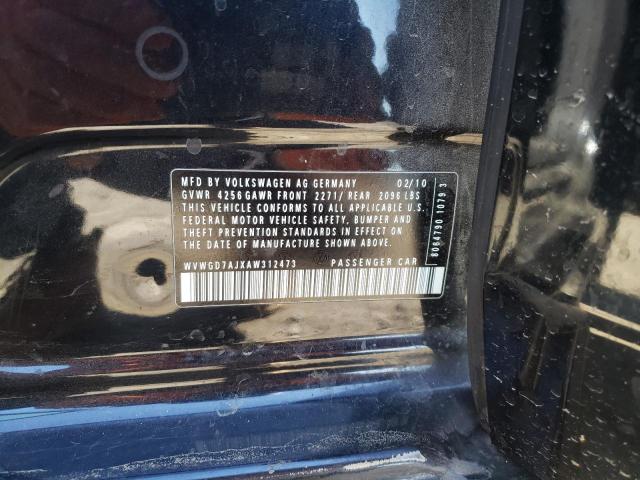 MFD BY VOLKSWAGEN AG GERMANY 02/10
GVWR 4256 GAWR FRONT 2271/ REAR 2096 LBS
THIS VEHICLE CONFORMS TO ALL APPLICABLE U.S.
FEDERAL MOTOR VEHICLE SAFETY, BUMPER AND
THEFT PREVENTION STANDARDS IN EFFECT ON
THE DATE OF MANUFACTURE SHOWN ABOVE.
WVWGD7AJXAW312473 PASSENGER CAR
8064790 1079 3